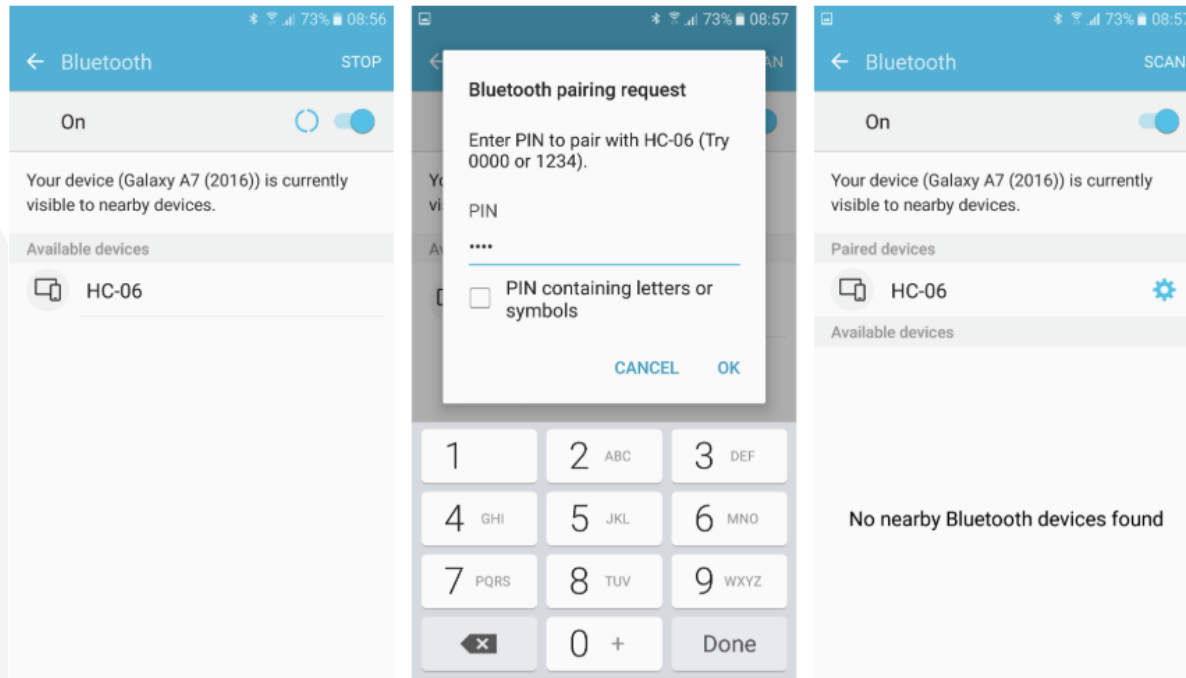 73% 08:56
Bluetooth STOP
On
Your device (Galaxy A7 (2016)) is currently
visible to nearby devices.
Available devices
HC-06
73% 08:57
AN
Bluetooth pairing request
Enter PIN to pair with HC-06 (Try
0000 or 1234).
PIN
••••
PIN containing letters or
symbols
CANCEL OK
Yo
vi
Av
1 2 ABC 3 DEF
4 GHI 5 JKL 6 MNO
7 PQRS 8 TUV 9 WXYZ
0 + Done
73% 08:57
Bluetooth SCAN
On
Your device (Galaxy A7 (2016)) is currently
visible to nearby devices.
Paired devices
HC-06
Available devices
No nearby Bluetooth devices found